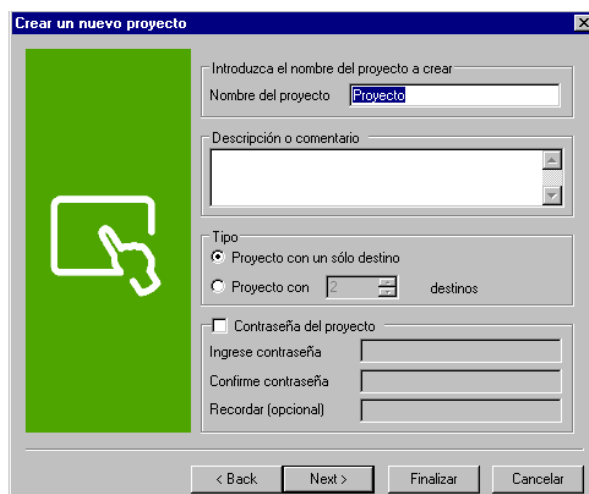 Crear un nuevo proyecto
Introduzca el nombre del proyecto a crear
Nombre del proyecto Proyecto
Descripción o comentario
Tipo
Proyecto con un sólo destino
Proyecto con 2 destinos
Contraseña del proyecto
Ingrese contraseña
Confirme contraseña
Recordar (opcional)
< Back Next > Finalizar Cancelar